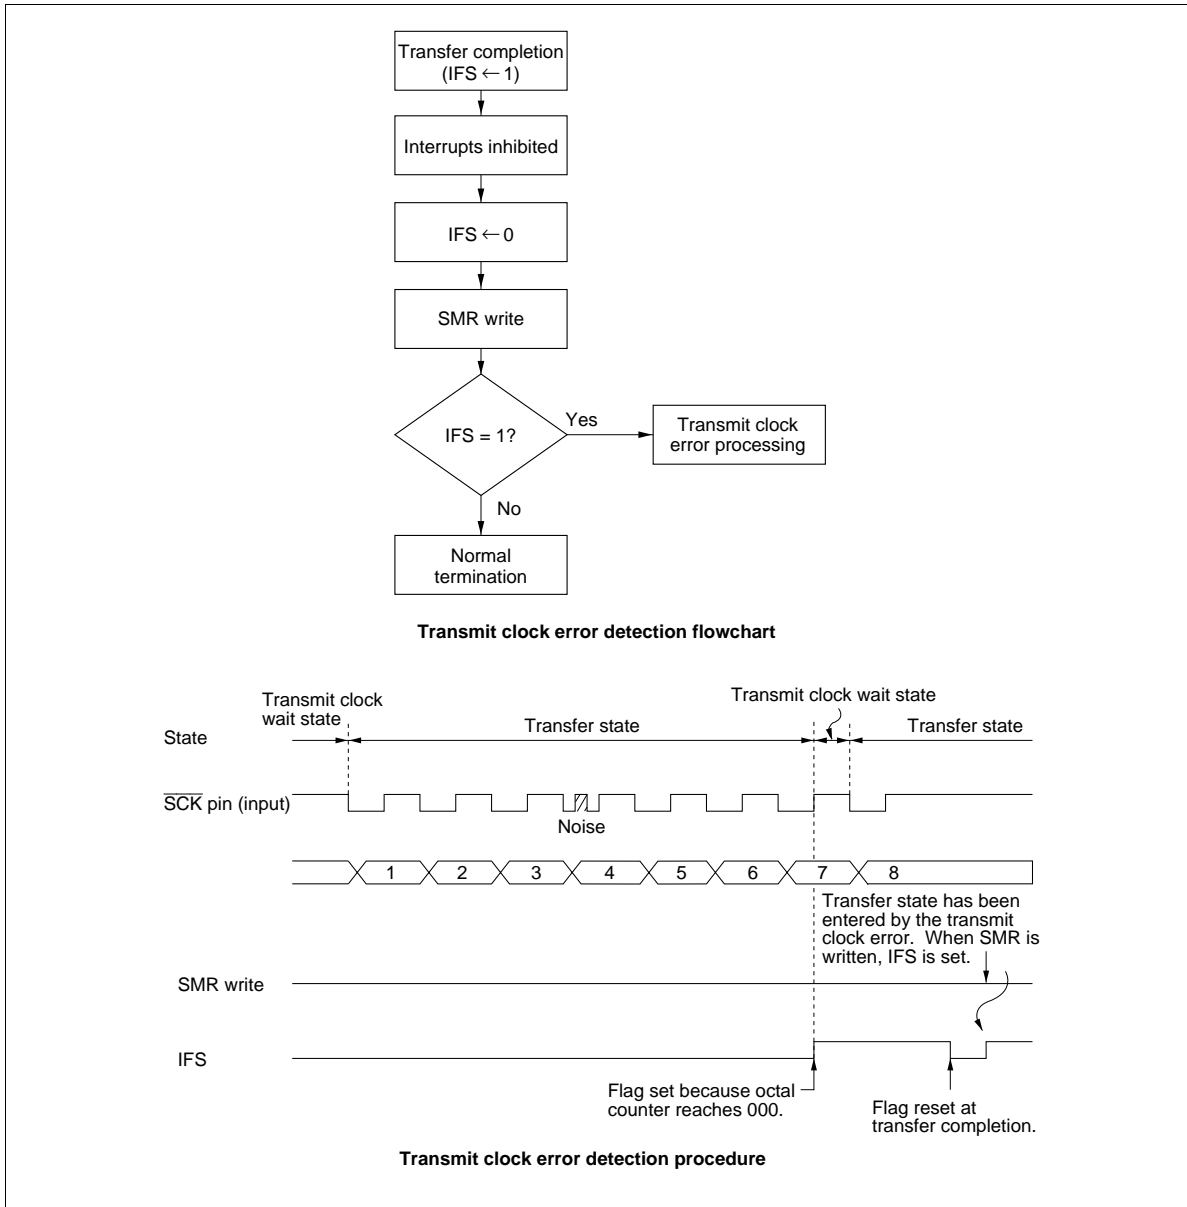 Transfer completion
(IFS ← 1)
Interrupts inhibited
IFS ← 0
SMR write
IFS = 1?
Yes
Transmit clock
error processing
No
Normal
termination
Transmit clock error detection flowchart
Transmit clock
wait state
Transmit clock wait state
State
Transfer state
Transfer state
SCK pin (input)
Noise
1 2 3 4 5 6 7 8
Transfer state has been
entered by the transmit
clock error. When SMR is
written, IFS is set.
SMR write
IFS
Flag set because octal
counter reaches 000.
Flag reset at
transfer completion.
Transmit clock error detection procedure